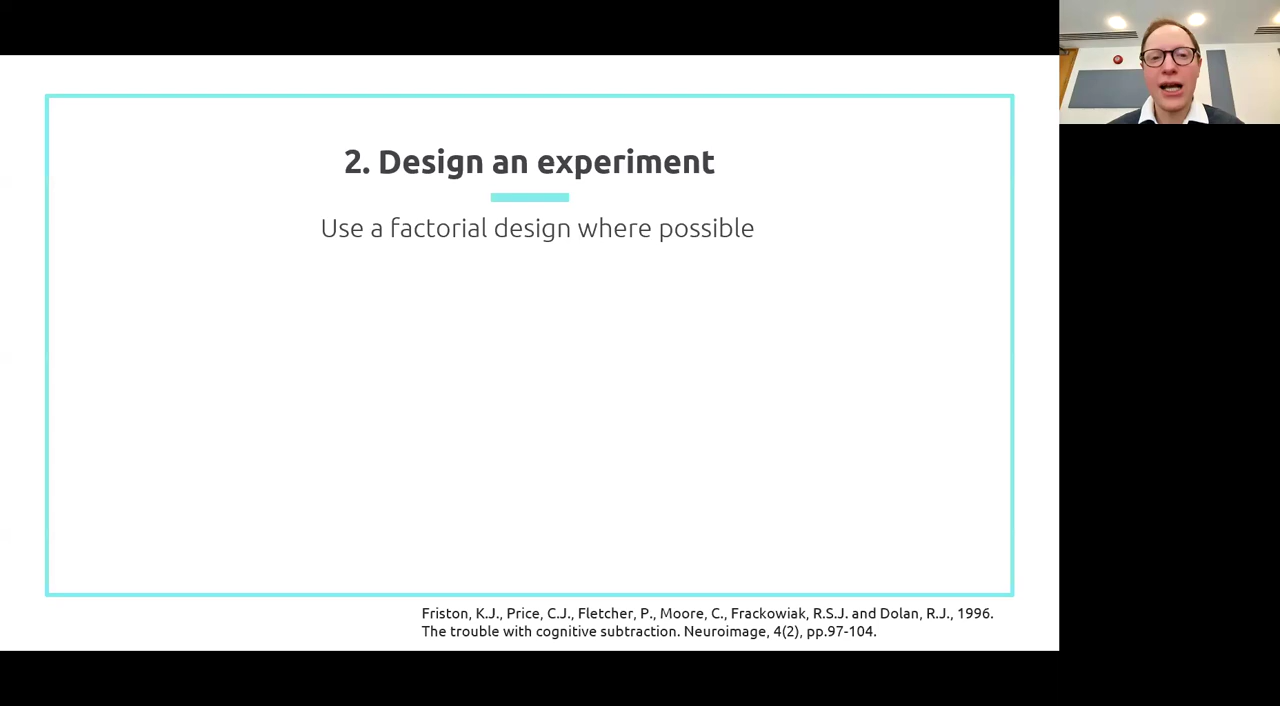 2. Design an experiment
Use a factorial design where possible
Friston, K.J., Price, C.J., Fletcher, P., Moore, C., Frackowiak, R.S.J. and Dolan, R.J., 1996.
The trouble with cognitive subtraction. Neuroimage, 4(2), pp.97-104.